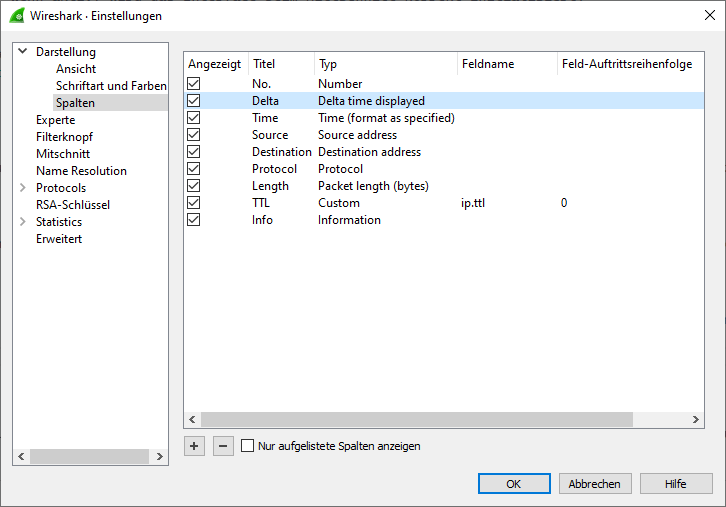 Wireshark · Einstellungen
Darstellung
Ansicht
Schriftart und Farben
Spalten
Experte
Filterknopf
Mitschnitt
Name Resolution
Protocols
RSA-Schlüssel
Statistics
Erweitert
Angezeigt Titel Typ Feldname Feld-Auftrittsreihenfolge
No. Number
Delta Delta time displayed
Time Time (format as specified)
Source Source address
Destination Destination address
Protocol Protocol
Length Packet length (bytes)
TTL Custom ip.ttl 0
Info Information
Nur aufgelistete Spalten anzeigen
OK Abbrechen Hilfe